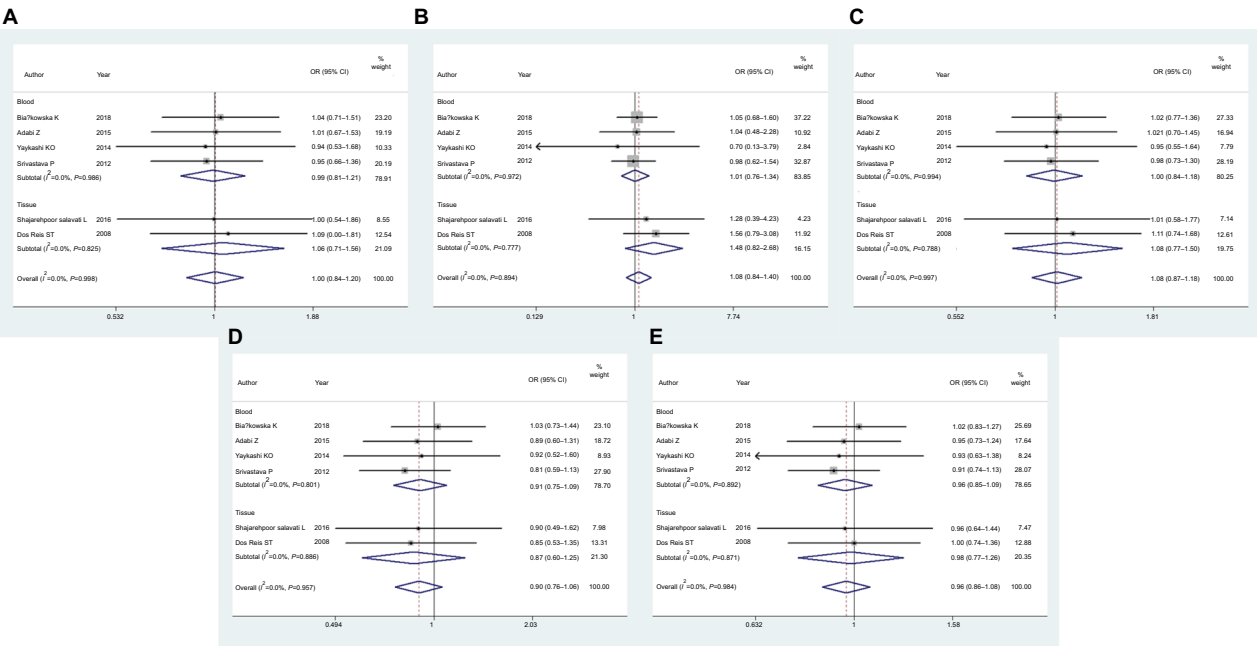 A
% weight
Author Year OR (95% CI)
Blood
Bia?kowska K 2018 1.04 (0.71–1.51) 23.20
Adabi Z 2015 1.01 (0.67–1.53) 19.19
Yaykashi KO 2014 0.94 (0.53–1.68) 10.33
Srivastava P 2012 0.95 (0.66–1.36) 20.19
Subtotal (I²=0.0%, P=0.986) 0.99 (0.81–1.21) 78.91
Tissue
Shajarehpoor salavati L 2016 1.00 (0.54–1.86) 8.55
Dos Reis ST 2008 1.09 (0.00–1.81) 12.54
Subtotal (I²=0.0%, P=0.825) 1.06 (0.71–1.56) 21.09
Overall (I²=0.0%, P=0.998) 1.00 (0.84–1.20) 100.00
0.532 1 1.88
B
% weight
Author Year OR (95% CI)
Blood
Bia?kowska K 2018 1.05 (0.68–1.60) 37.22
Adabi Z 2015 1.04 (0.48–2.28) 10.92
Yaykashi KO 2014 0.70 (0.13–3.79) 2.84
Srivastava P 2012 0.98 (0.62–1.54) 32.87
Subtotal (I²=0.0%, P=0.972) 1.01 (0.76–1.34) 83.85
Tissue
Shajarehpoor salavati L 2016 1.28 (0.39–4.23) 4.23
Dos Reis ST 2008 1.56 (0.79–3.08) 11.92
Subtotal (I²=0.0%, P=0.777) 1.48 (0.82–2.68) 16.15
Overall (I²=0.0%, P=0.894) 1.08 (0.84–1.40) 100.00
0.129 1 7.74
C
% weight
Author Year OR (95% CI)
Blood
Bia?kowska K 2018 1.02 (0.77–1.36) 27.33
Adabi Z 2015 1.021 (0.70–1.45) 16.94
Yaykashi KO 2014 0.95 (0.55–1.64) 7.79
Srivastava P 2012 0.98 (0.73–1.30) 28.19
Subtotal (I²=0.0%, P=0.994) 1.00 (0.84–1.18) 80.25
Tissue
Shajarehpoor salavati L 2016 1.01 (0.58–1.77) 7.14
Dos Reis ST 2008 1.11 (0.74–1.68) 12.61
Subtotal (I²=0.0%, P=0.788) 1.08 (0.77–1.50) 19.75
Overall (I²=0.0%, P=0.997) 1.08 (0.87–1.18) 100.00
0.552 1 1.81
D
% weight
Author Year OR (95% CI)
Blood
Bia?kowska K 2018 1.03 (0.73–1.44) 23.10
Adabi Z 2015 0.89 (0.60–1.31) 18.72
Yaykashi KO 2014 0.92 (0.52–1.60) 8.93
Srivastava P 2012 0.81 (0.59–1.13) 27.90
Subtotal (I²=0.0%, P=0.801) 0.91 (0.75–1.09) 78.70
Tissue
Shajarehpoor salavati L 2016 0.90 (0.49–1.62) 7.98
Dos Reis ST 2008 0.85 (0.53–1.35) 13.31
Subtotal (I²=0.0%, P=0.886) 0.87 (0.60–1.25) 21.30
Overall (I²=0.0%, P=0.957) 0.90 (0.76–1.06) 100.00
0.494 1 2.03
E
% weight
Author Year OR (95% CI)
Blood
Bia?kowska K 2018 1.02 (0.83–1.27) 25.69
Adabi Z 2015 0.95 (0.73–1.24) 17.64
Yaykashi KO 2014 0.93 (0.63–1.38) 8.24
Srivastava P 2012 0.91 (0.74–1.13) 28.07
Subtotal (I²=0.0%, P=0.892) 0.96 (0.85–1.09) 78.65
Tissue
Shajarehpoor salavati L 2016 0.96 (0.64–1.44) 7.47
Dos Reis ST 2008 1.00 (0.74–1.36) 12.88
Subtotal (I²=0.0%, P=0.871) 0.98 (0.77–1.26) 20.35
Overall (I²=0.0%, P=0.984) 0.96 (0.86–1.08) 100.00
0.632 1 1.58